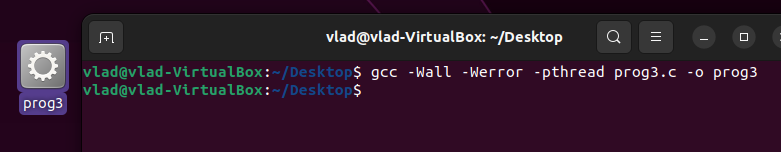 vlad@vlad-VirtualBox: ~/Desktop
prog3
vlad@vlad-VirtualBox:~/Desktop$ gcc -Wall -Werror -pthread prog3.c -o prog3
vlad@vlad-VirtualBox:~/Desktop$